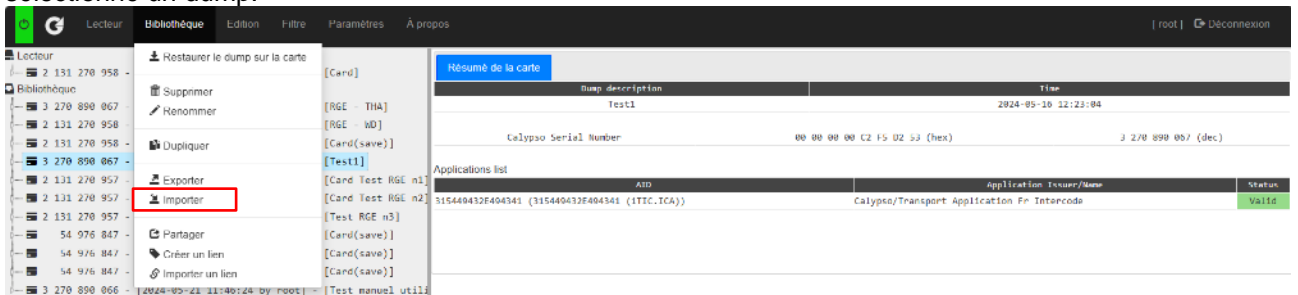 sélectionné un dump.
Lecteur Bibliothèque Edition Filtre Paramètres À propos [ root ] Déconnexion
Lecteur
2 131 270 958 - [Card]
Bibliothèque
3 270 890 067 - [RGE - THA]
2 131 270 958 - [RGE - WD]
2 131 270 958 - [Card(save)]
3 270 890 067 - [Test1]
2 131 270 957 - [Card Test RGE n1]
2 131 270 957 - [Card Test RGE n2]
2 131 270 957 - [Test RGE n3]
54 976 847 - [Card(save)]
54 976 847 - [Card(save)]
54 976 847 - [Card(save)]
3 270 890 066 - [2024-05-21 11:46:24 by root] - [Test manuel utili
Restaurer le dump sur la carte
Supprimer
Renommer
Dupliquer
Exporter
Importer
Partager
Créer un lien
Importer un lien
Résumé de la carte
Dump description Time
Test1 2024-05-16 12:23:04
Calypso Serial Number 00 00 00 00 C2 F5 D2 53 (hex) 3 270 890 067 (dec)
Applications list
AID Application Issuer/Name Status
315449432E494341 (315449432E494341 (1TIC.ICA)) Calypso/Transport Application Fr Intercode Valid